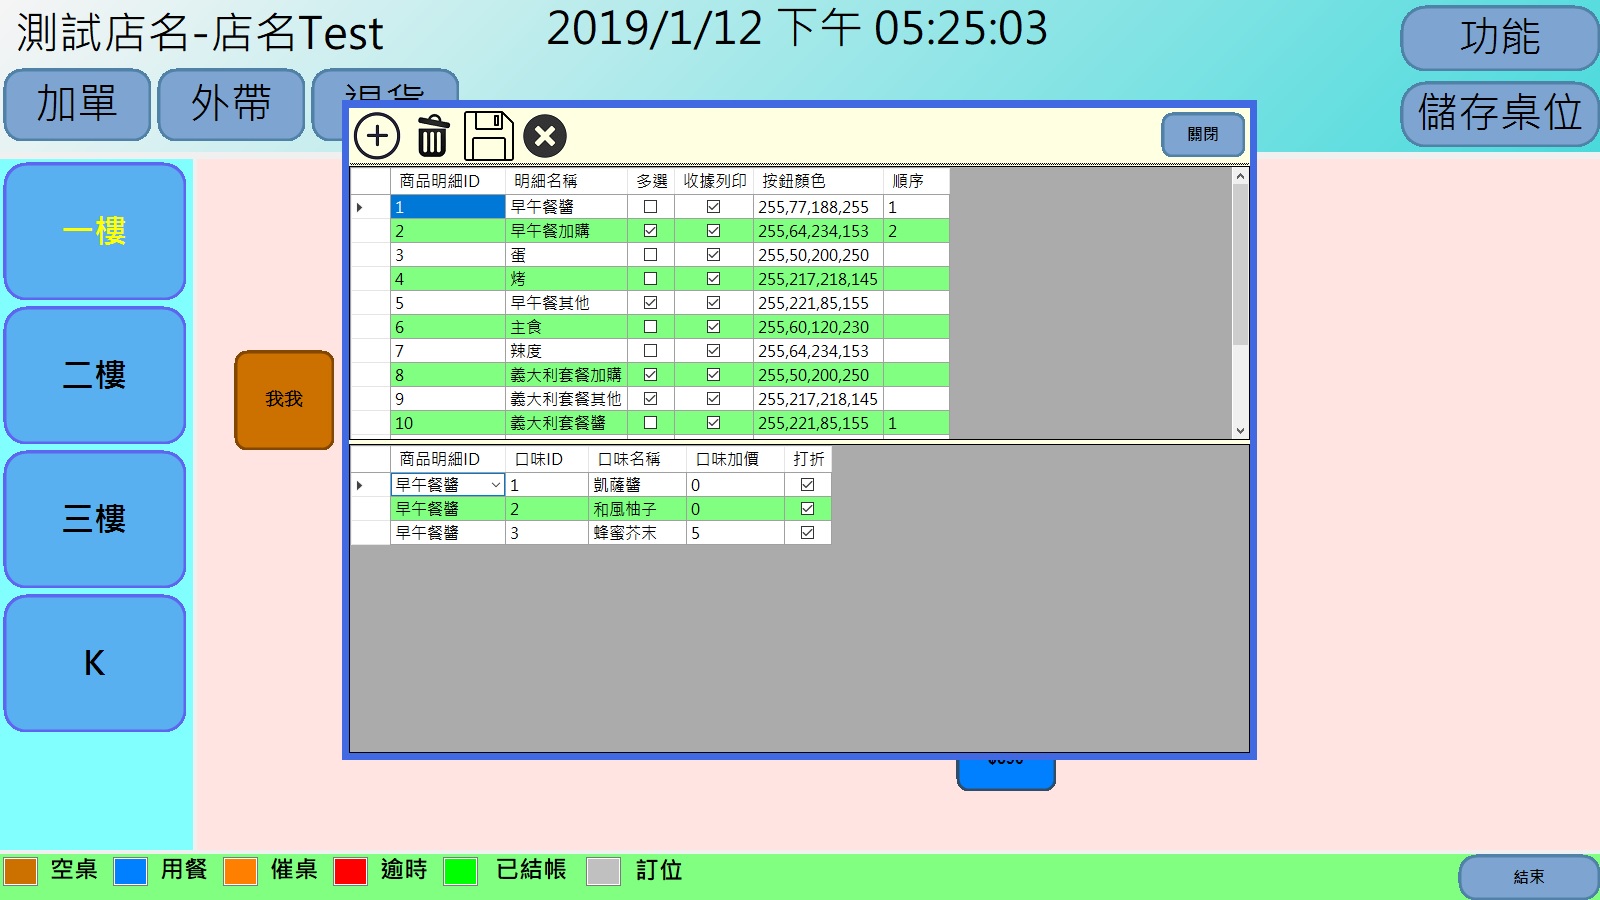 測試店名-店名Test
2019/1/12 下午 05:25:03
功能
加單
外帶
退貨
儲存桌位
關閉
一樓
二樓
三樓
K
我我
商品明細ID 明細名稱 多選 收據列印 按鈕顏色 順序
1 早午餐醬 255,77,188,255 1
2 早午餐加購 255,64,234,153 2
3 蛋 255,50,200,250
4 烤 255,217,218,145
5 早午餐其他 255,221,85,155
6 主食 255,60,120,230
7 辣度 255,64,234,153
8 義大利套餐加購 255,50,200,250
9 義大利套餐其他 255,217,218,145
10 義大利套餐醬 255,221,85,155 1
商品明細ID 口味ID 口味名稱 口味加價 打折
早午餐醬 1 凱薩醬 0
早午餐醬 2 和風柚子 0
早午餐醬 3 蜂蜜芥末 5
空桌
用餐
催桌
逾時
已結帳
訂位
結束